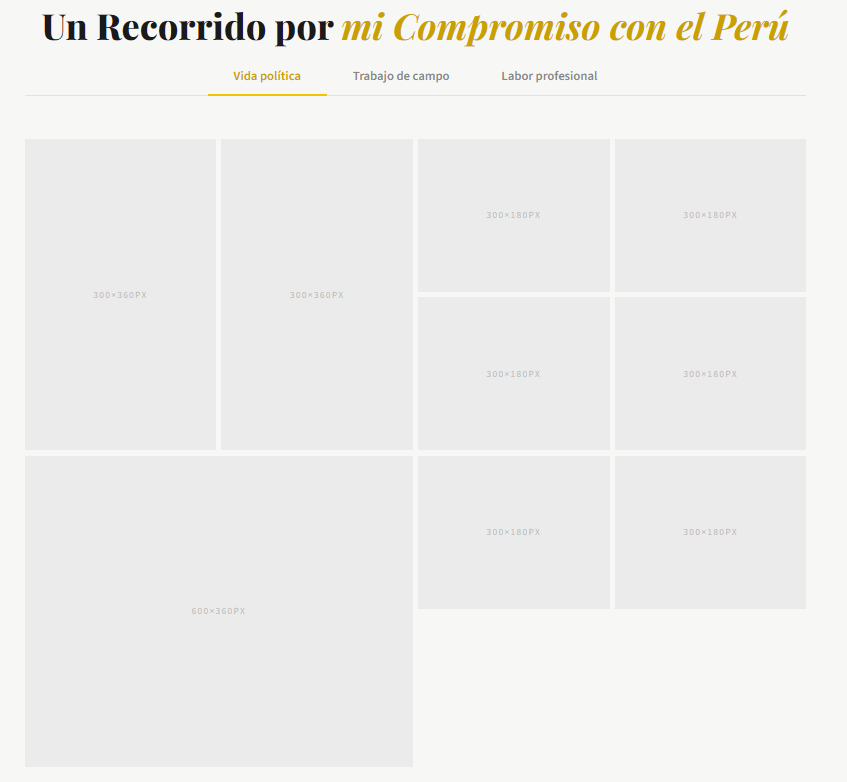 Un Recorrido por mi Compromiso con el Perú
Vida política
Trabajo de campo
Labor profesional
300×360PX
300×360PX
300×180PX
300×180PX
300×180PX
300×180PX
600×360PX
300×180PX
300×180PX